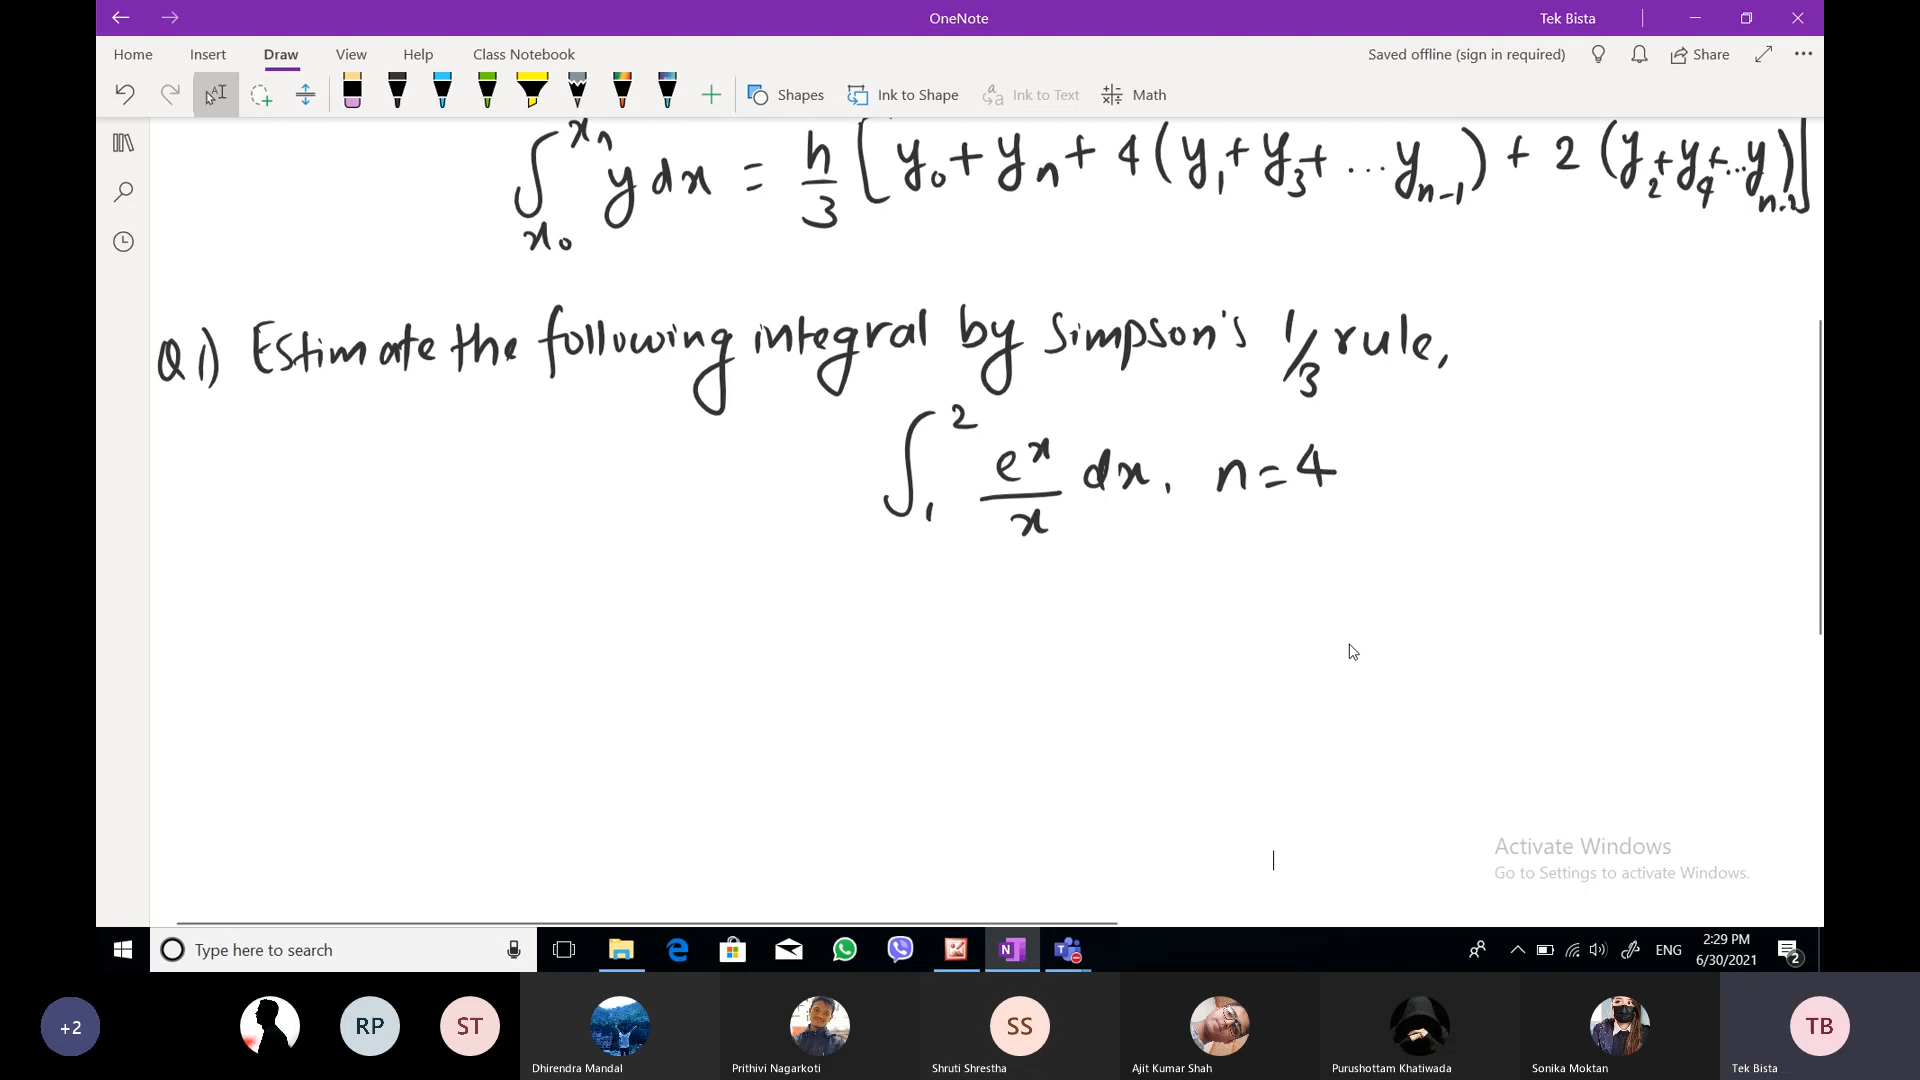 OneNote
Tek Bista
Home Insert Draw View Help Class Notebook
Saved offline (sign in required) Share
Shapes Ink to Shape Ink to Text Math
∫_{x₀}^{xₙ} y dx = h/3 [y₀ + yₙ + 4(y₁ + y₃ + ... yₙ₋₁) + 2(y₂ + y₄ + ... yₙ₋₂)]
Q1) Estimate the following integral by Simpson's 1/3 rule,
∫₁² eˣ/x dx, n=4
Activate Windows
Go to Settings to activate Windows.
Type here to search
ENG
2:29 PM
6/30/2021
2
+2 RP ST SS TB
Dhirendra Mandal Prithivi Nagarkoti Shruti Shrestha Ajit Kumar Shah Purushottam Khatiwada Sonika Moktan Tek Bista